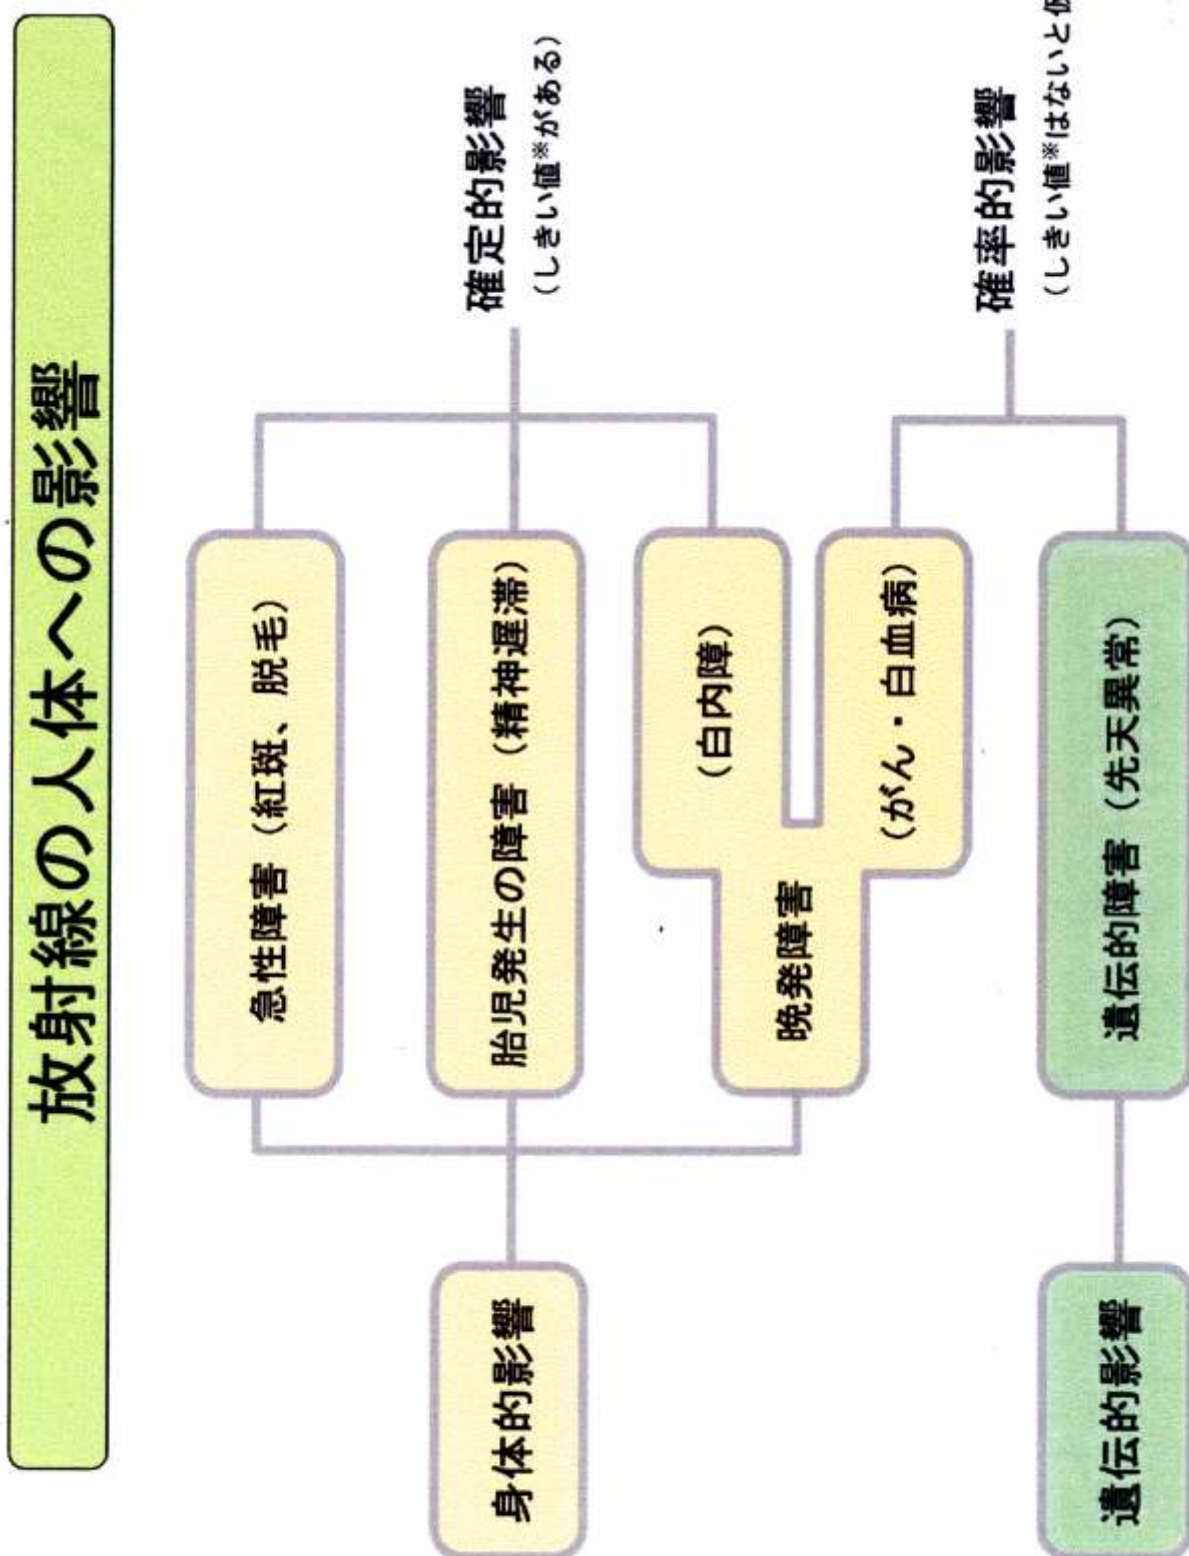 放射線の人体への影響
身体的影響
急性障害（紅斑、脱毛）
胎児発生の障害（精神遅滞）
晩発障害
（白内障）
（がん・白血病）
確定的影響
（しきい値※がある）
遺伝的影響
遺伝的障害（先天異常）
確率的影響
（しきい値※はないと仮